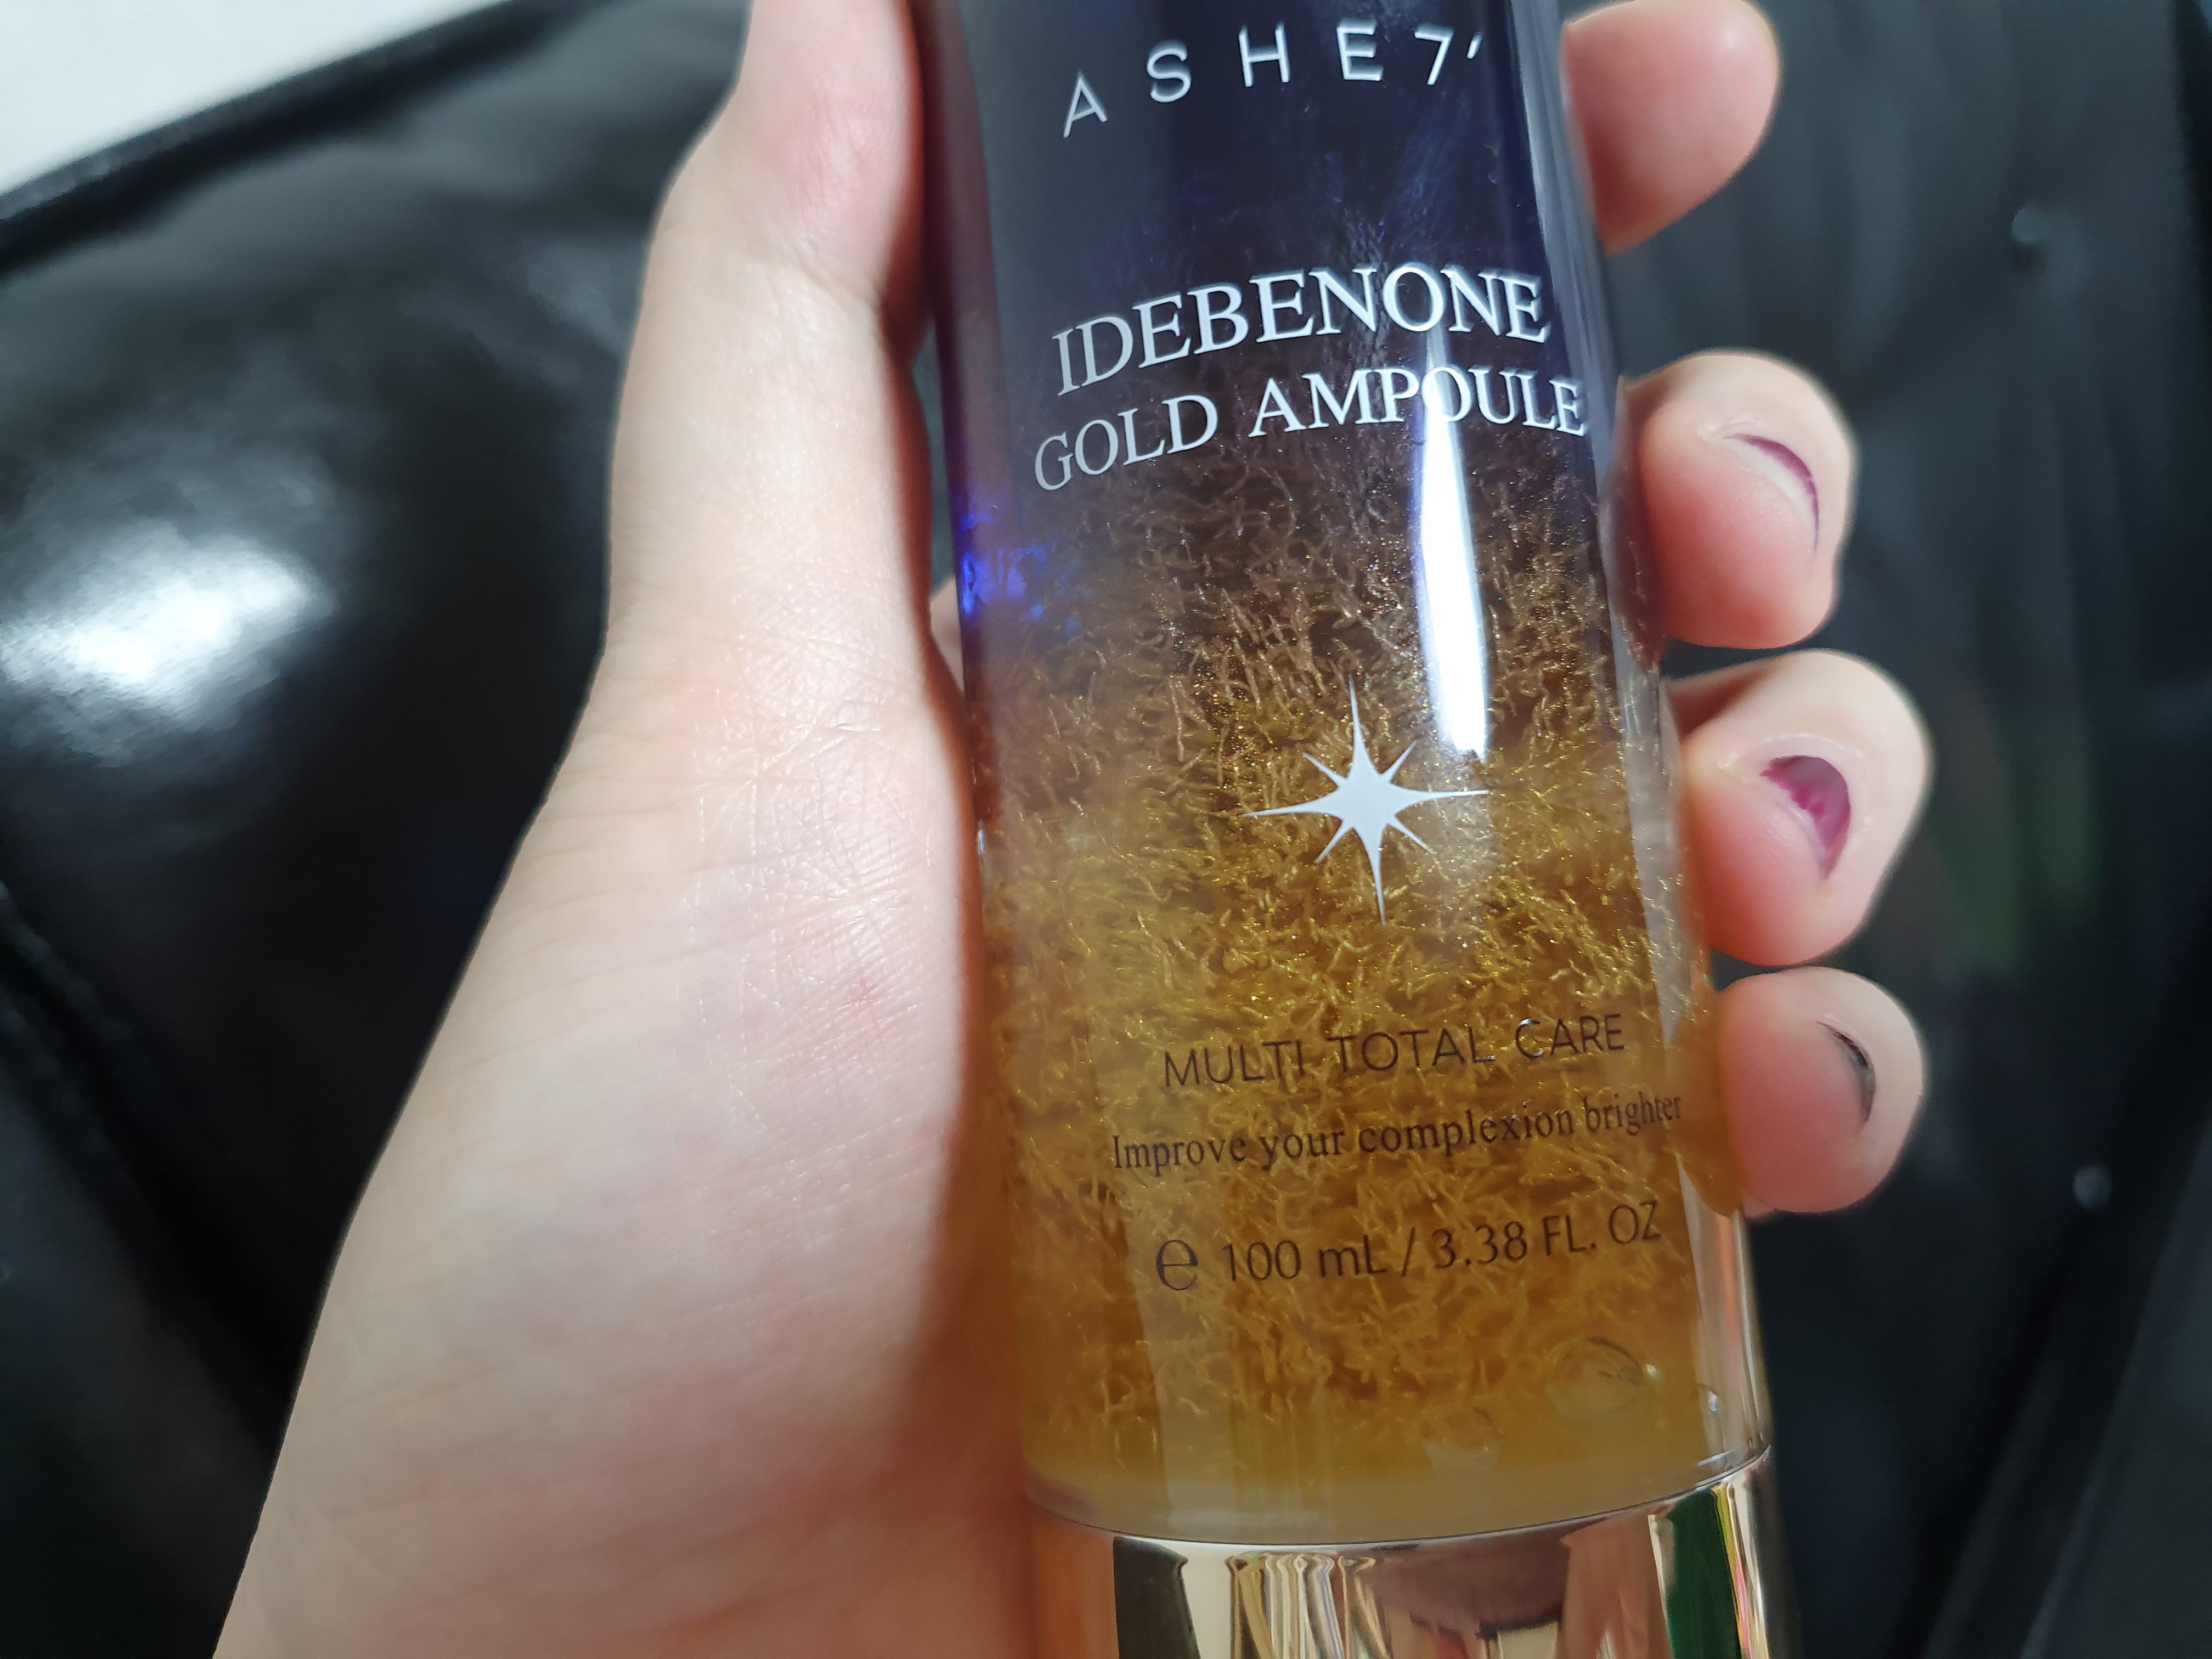 ASHE7'
IDEBENONE
GOLD AMPOULE
MULTI TOTAL CARE
Improve your complexion brighter
e 100 mL / 3.38 FL. OZ